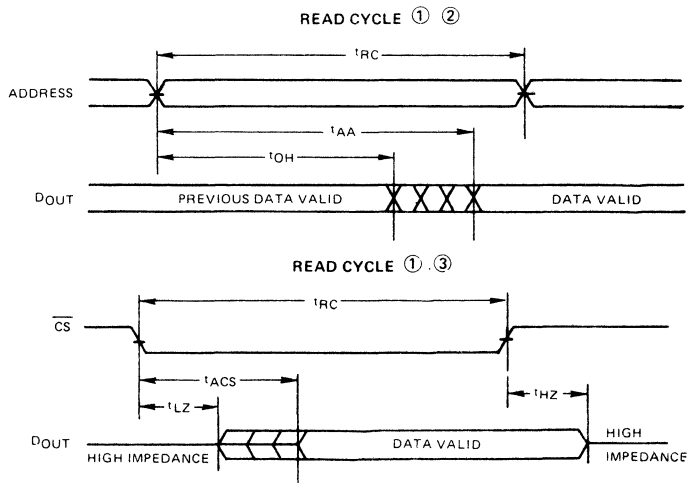 READ CYCLE ① ②
tRC
ADDRESS
tAA
tOH
DOUT
PREVIOUS DATA VALID
DATA VALID
READ CYCLE ① . ③
tRC
CS
tACS
tLZ
tHZ
DOUT
HIGH IMPEDANCE
DATA VALID
HIGH
IMPEDANCE